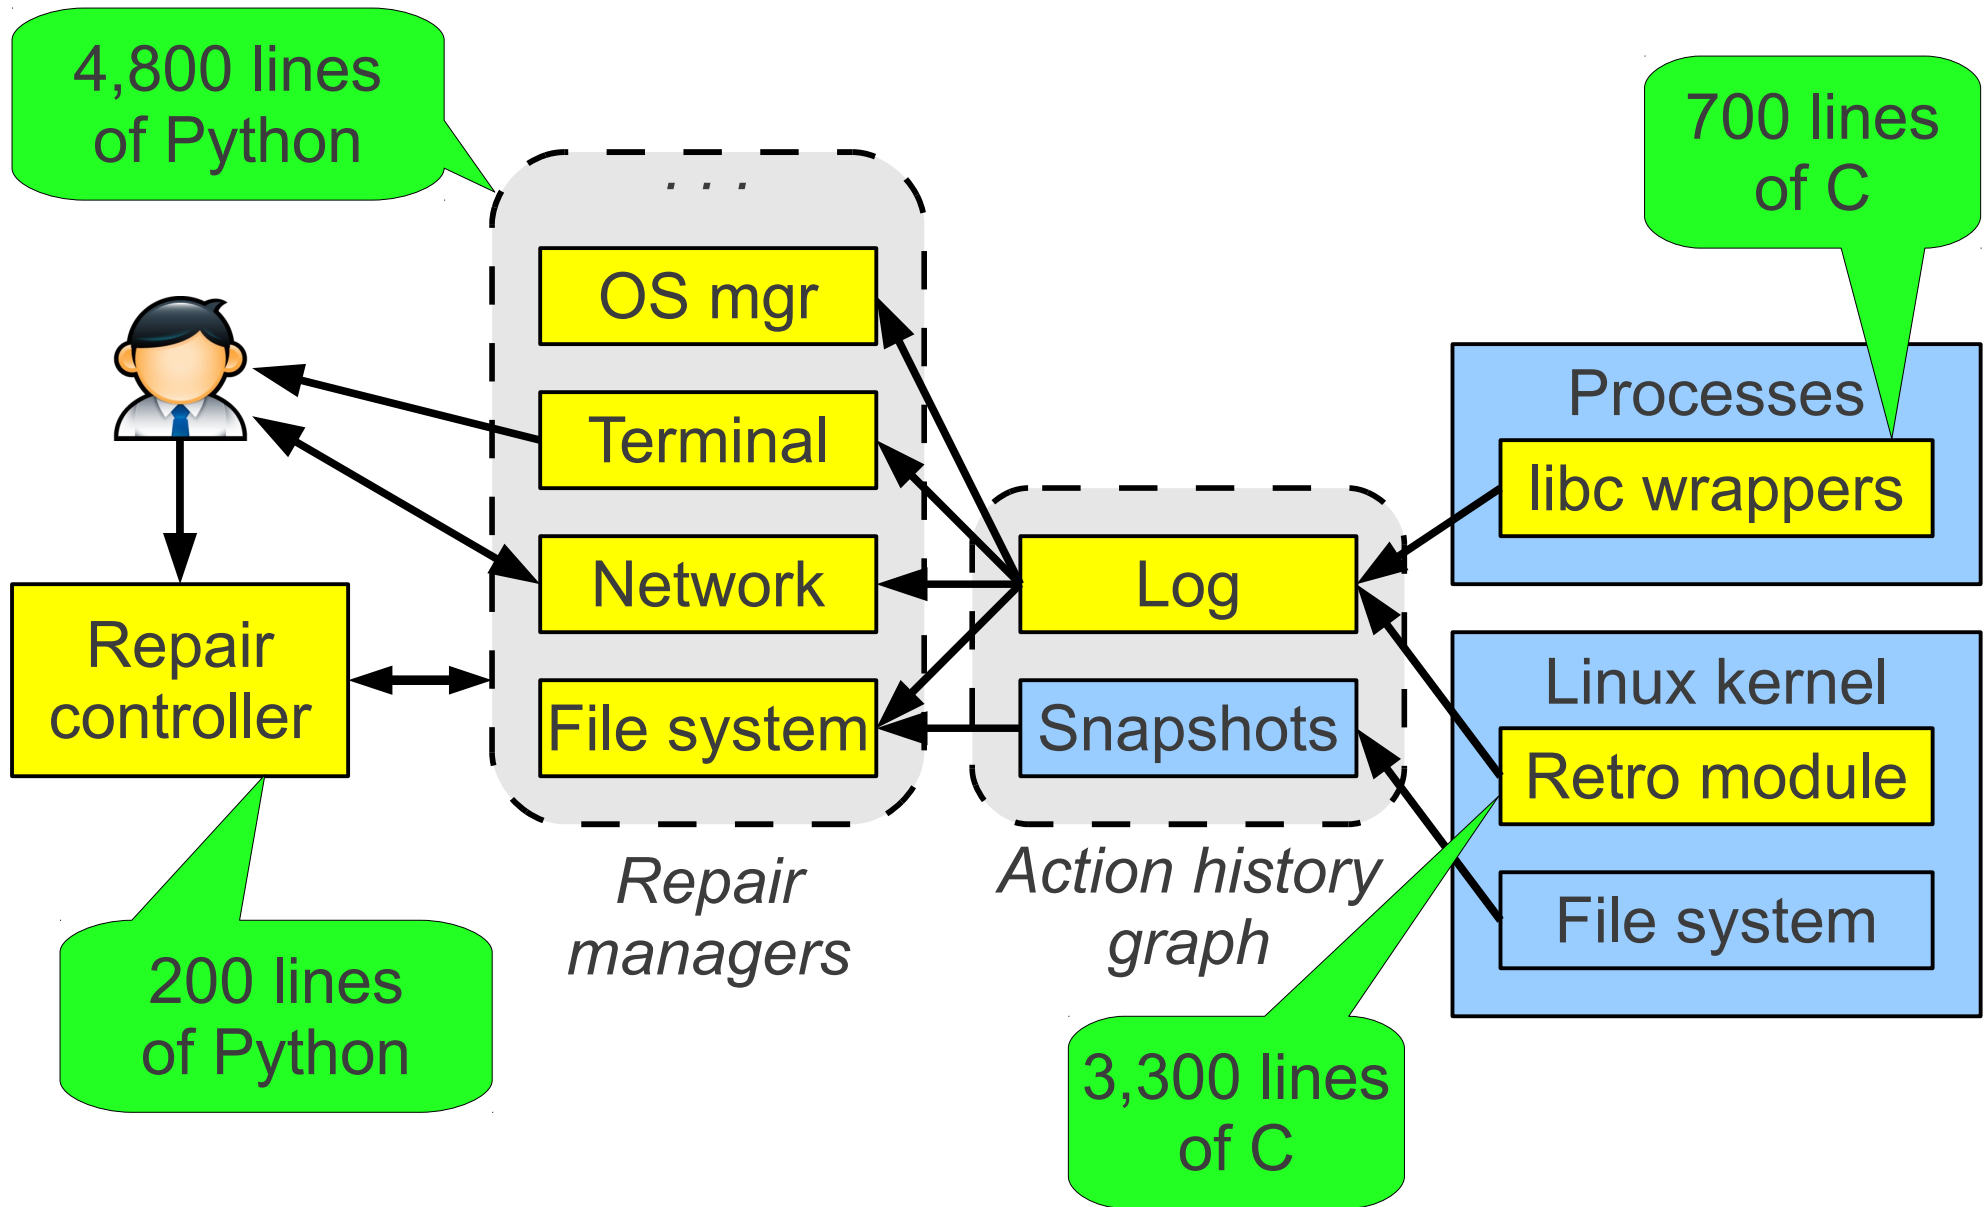 4,800 lines
of Python
700 lines
of C
. . .
OS mgr
Terminal
Network
File system
Repair
managers
Repair
controller
200 lines
of Python
Log
Snapshots
Action history
graph
Processes
libc wrappers
Linux kernel
Retro module
File system
3,300 lines
of C